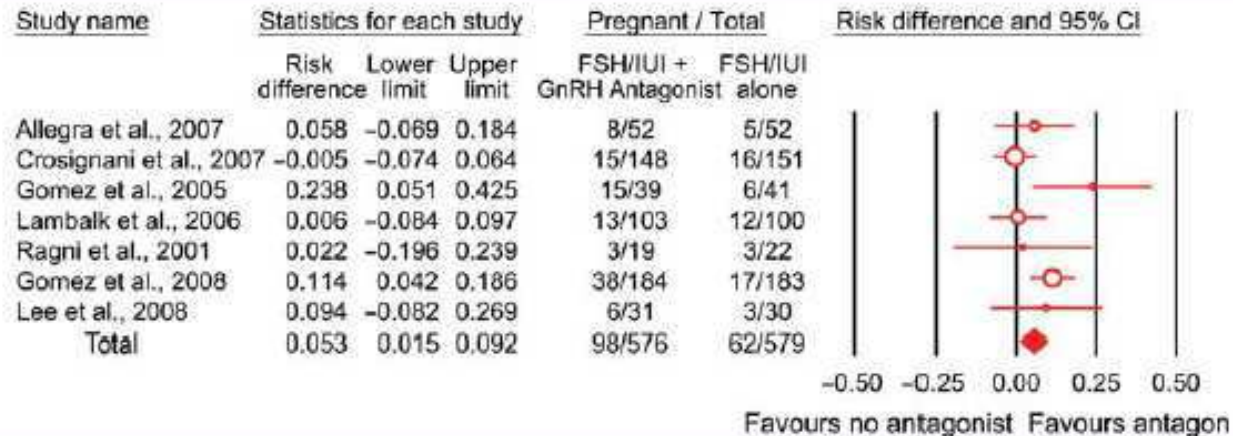 Study name Statistics for each study Pregnant / Total Risk difference and 95% CI
Risk Lower Upper FSH/IUI + FSH/IUI
difference limit limit GnRH Antagonist alone
Allegra et al., 2007 0.058 −0.069 0.184 8/52 5/52
Crosignani et al., 2007 −0.005 −0.074 0.064 15/148 16/151
Gomez et al., 2005 0.238 0.051 0.425 15/39 6/41
Lambalk et al., 2006 0.006 −0.084 0.097 13/103 12/100
Ragni et al., 2001 0.022 −0.196 0.239 3/19 3/22
Gomez et al., 2008 0.114 0.042 0.186 38/184 17/183
Lee et al., 2008 0.094 −0.082 0.269 6/31 3/30
Total 0.053 0.015 0.092 98/576 62/579
−0.50 −0.25 0.00 0.25 0.50
Favours no antagonist Favours antagon